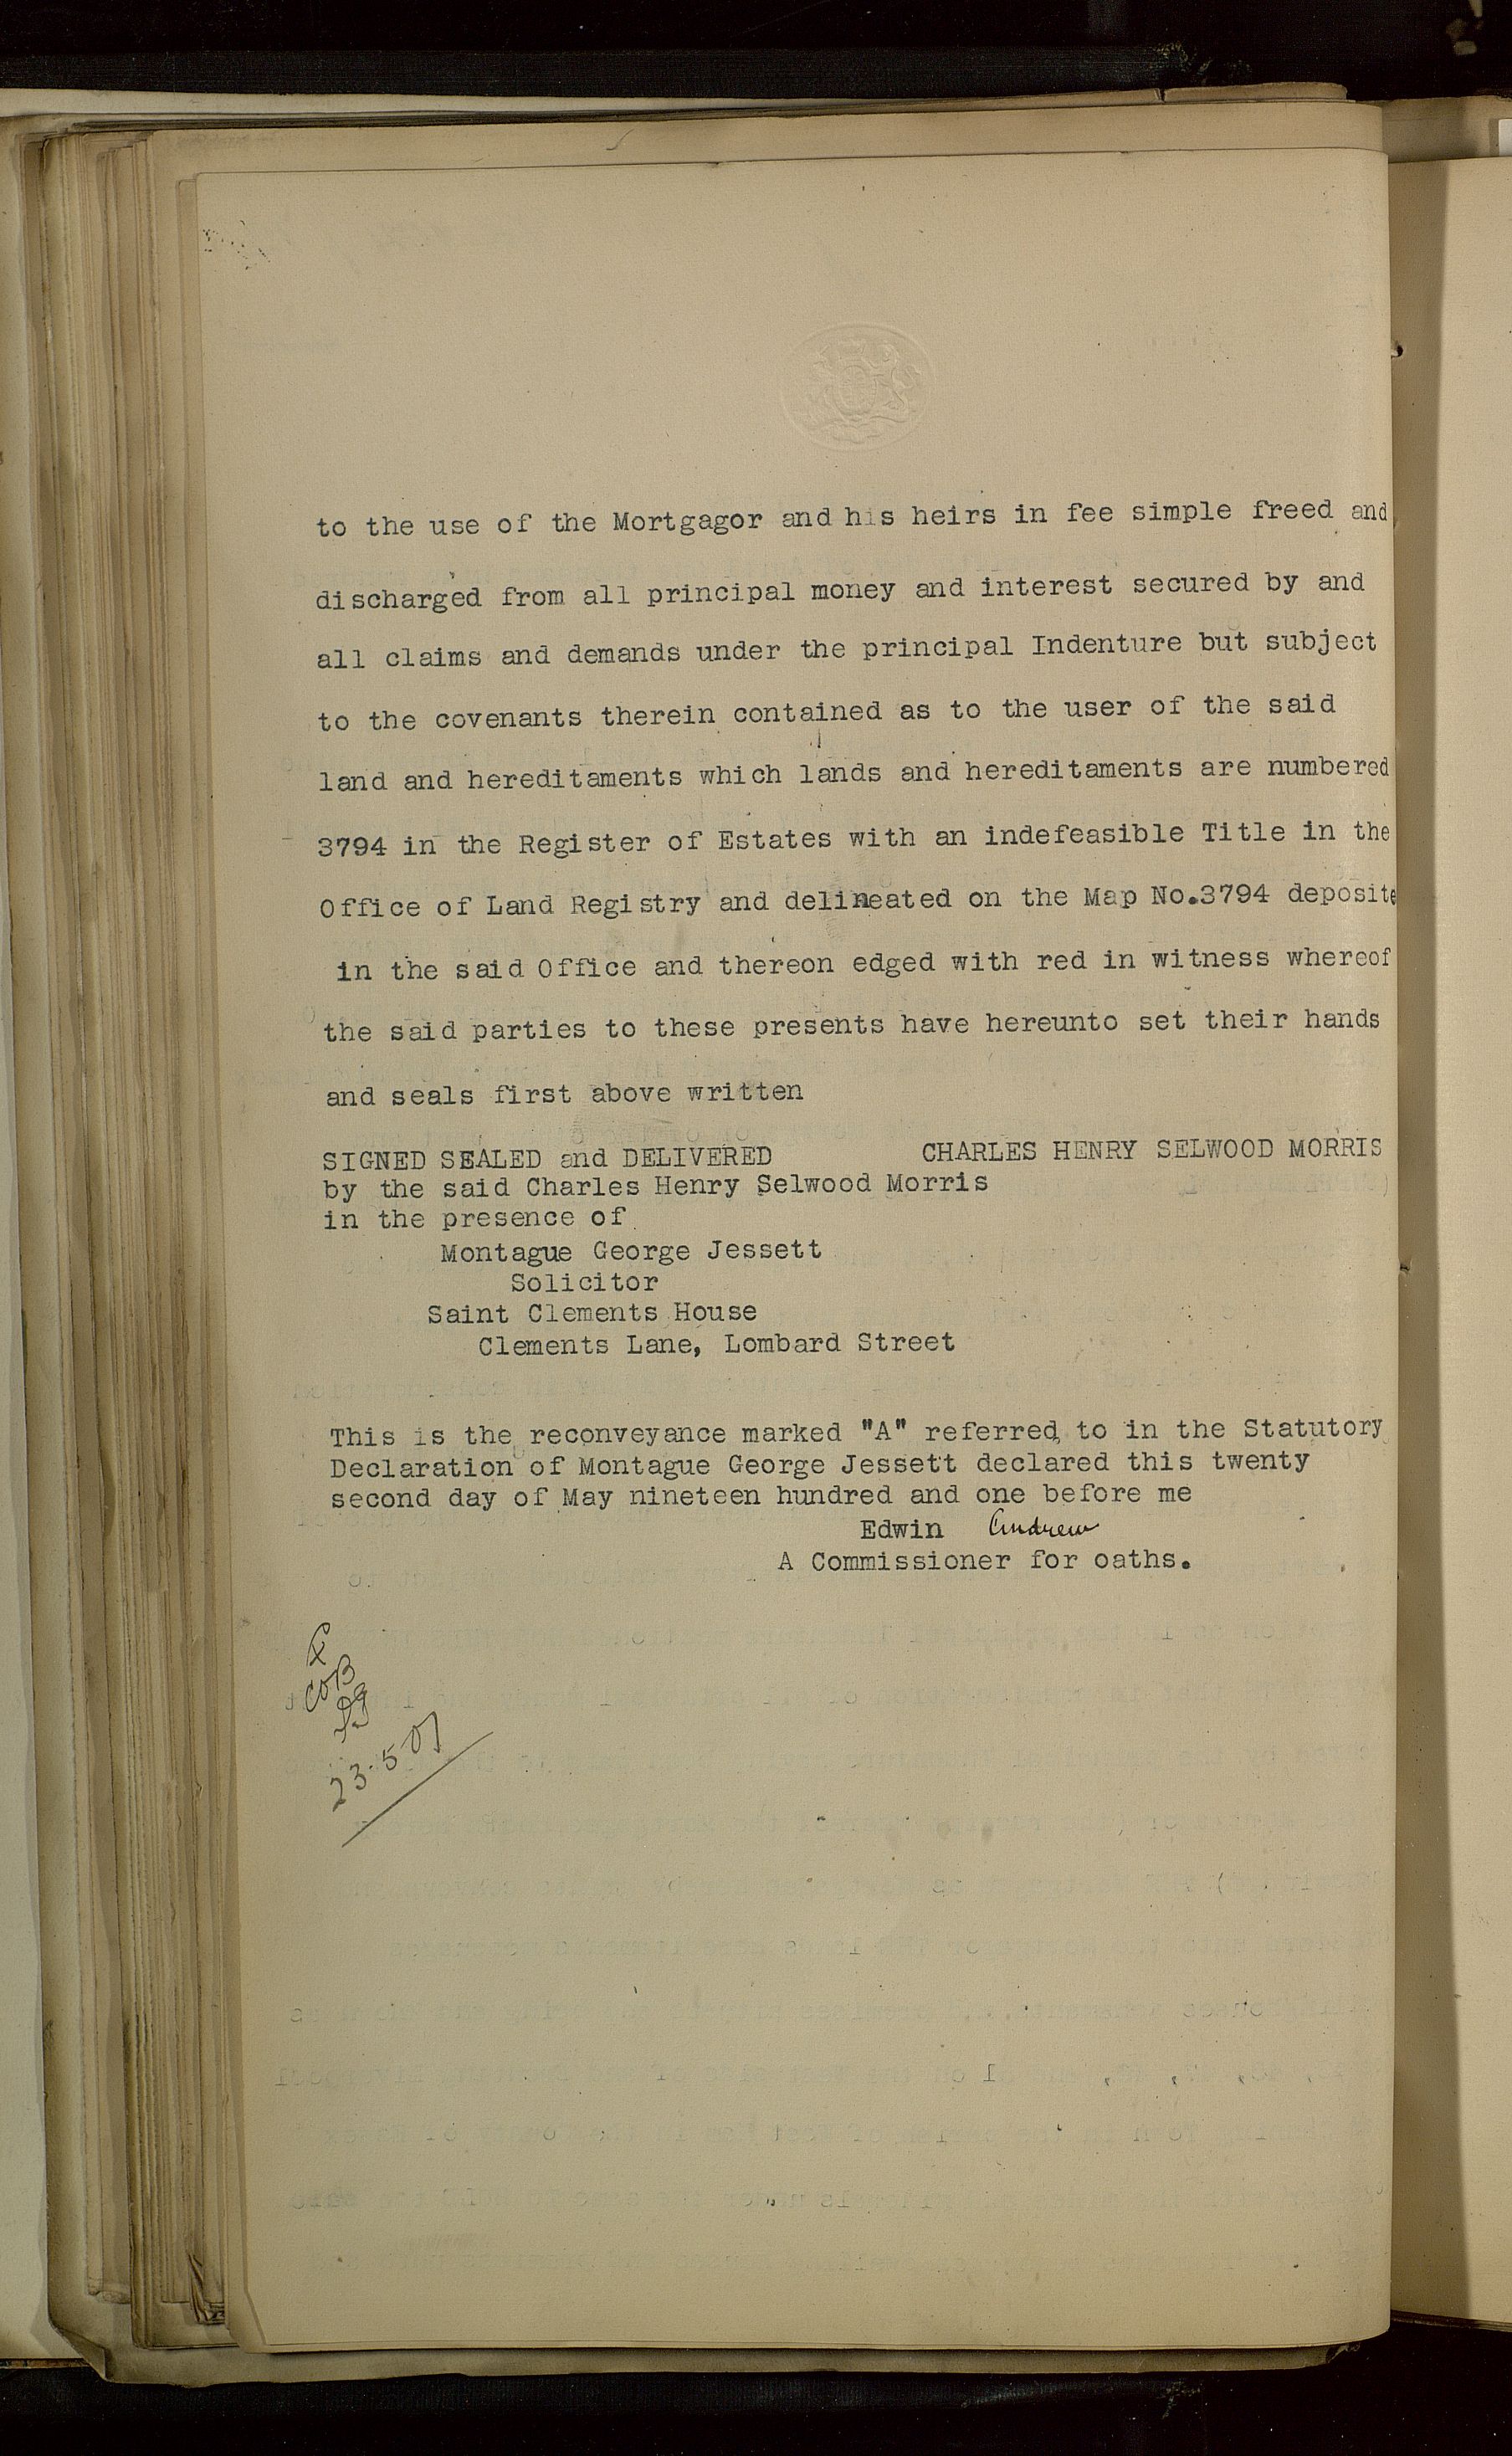 to the use of the Mortgagor and his heirs in fee simple freed and
discharged from all principal money and interest secured by and
all claims and demands under the principal Indenture but subject
to the covenants therein contained as to the user of the said
land and hereditaments which lands and hereditaments are numbered
3794 in the Register of Estates with an indefeasible Title in the
Office of Land Registry and delineated on the Map No.3794 deposite
in the said Office and thereon edged with red in witness whereof
the said parties to these presents have hereunto set their hands
and seals first above written
SIGNED SEALED and DELIVERED CHARLES HENRY SELWOOD MORRIS
by the said Charles Henry Selwood Morris
in the presence of
Montague George Jessett
Solicitor
Saint Clements House
Clements Lane, Lombard Street
This is the reconveyance marked "A" referred to in the Statutory
Declaration of Montague George Jessett declared this twenty
second day of May nineteen hundred and one before me
Edwin Andrew
A Commissioner for oaths.
23.5.01